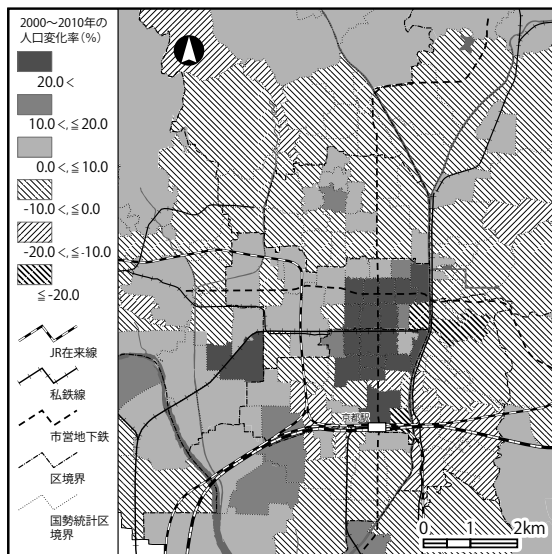 2000～2010年の
人口変化率（%）
20.0＜
10.0＜,≦20.0
0.0＜,≦10.0
-10.0＜,≦0.0
-20.0＜,≦-10.0
≦-20.0
JR在来線
私鉄線
市営地下鉄
区境界
国勢統計区
境界
京都駅
0 1 2km